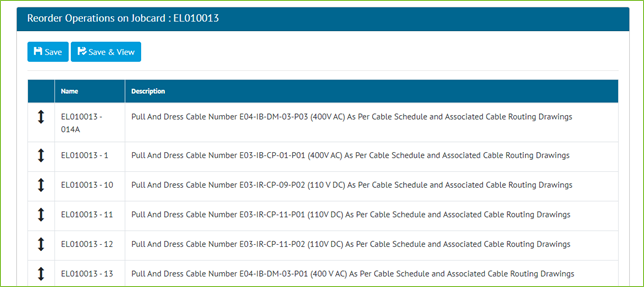 Reorder Operations on Jobcard : EL010013
Save Save & View
Name Description
EL010013 - 014A Pull And Dress Cable Number E04-IB-DM-03-P03 (400V AC) As Per Cable Schedule and Associated Cable Routing Drawings
EL010013 - 1 Pull And Dress Cable Number E03-IB-CP-01-P01 (400V AC) As Per Cable Schedule and Associated Cable Routing Drawings
EL010013 - 10 Pull And Dress Cable Number E03-IR-CP-09-P02 (110 V DC) As Per Cable Schedule and Associated Cable Routing Drawings
EL010013 - 11 Pull And Dress Cable Number E03-IR-CP-11-P01 (110V DC) As Per Cable Schedule and Associated Cable Routing Drawings
EL010013 - 12 Pull And Dress Cable Number E03-IR-CP-11-P02 (110V DC) As Per Cable Schedule and Associated Cable Routing Drawings
EL010013 - 13 Pull And Dress Cable Number E04-IB-DM-03-P01 (400 V AC) As Per Cable Schedule and Associated Cable Routing Drawings